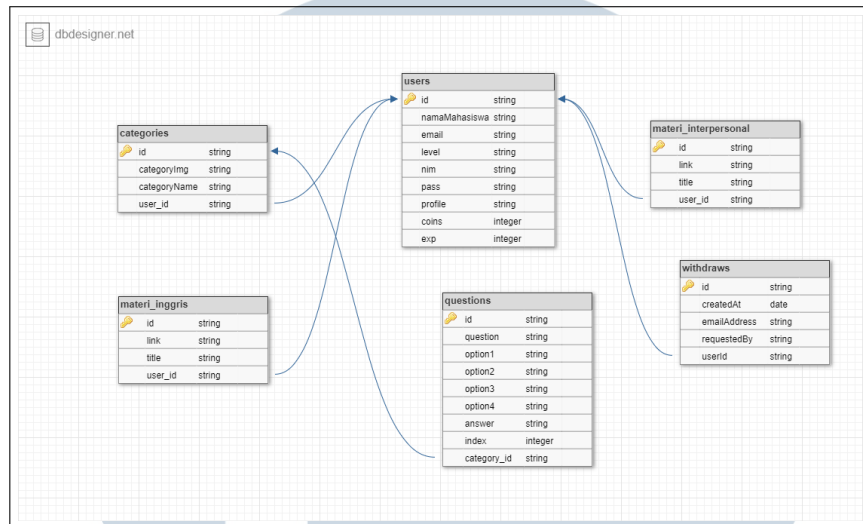 dbdesigner.net
users
id string
namaMahasiswa string
email string
level string
nim string
pass string
profile string
coins integer
exp integer
categories
id string
categoryImg string
categoryName string
user_id string
materi_interpersonal
id string
link string
title string
user_id string
materi_inggris
id string
link string
title string
user_id string
questions
id string
question string
option1 string
option2 string
option3 string
option4 string
answer string
index integer
category_id string
withdraws
id string
createdAt date
emailAddress string
requestedBy string
userId string